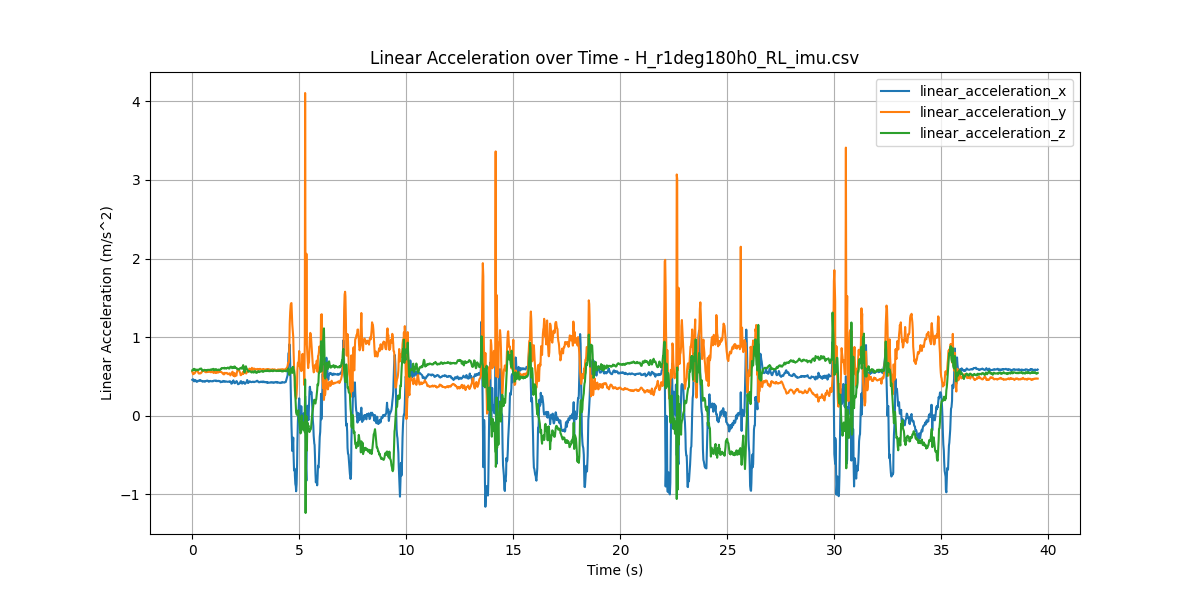 Linear Acceleration over Time - H_r1deg180h0_RL_imu.csv
linear_acceleration_x
linear_acceleration_y
linear_acceleration_z
Linear Acceleration (m/s^2)
4
3
2
1
0
−1
0 5 10 15 20 25 30 35 40
Time (s)